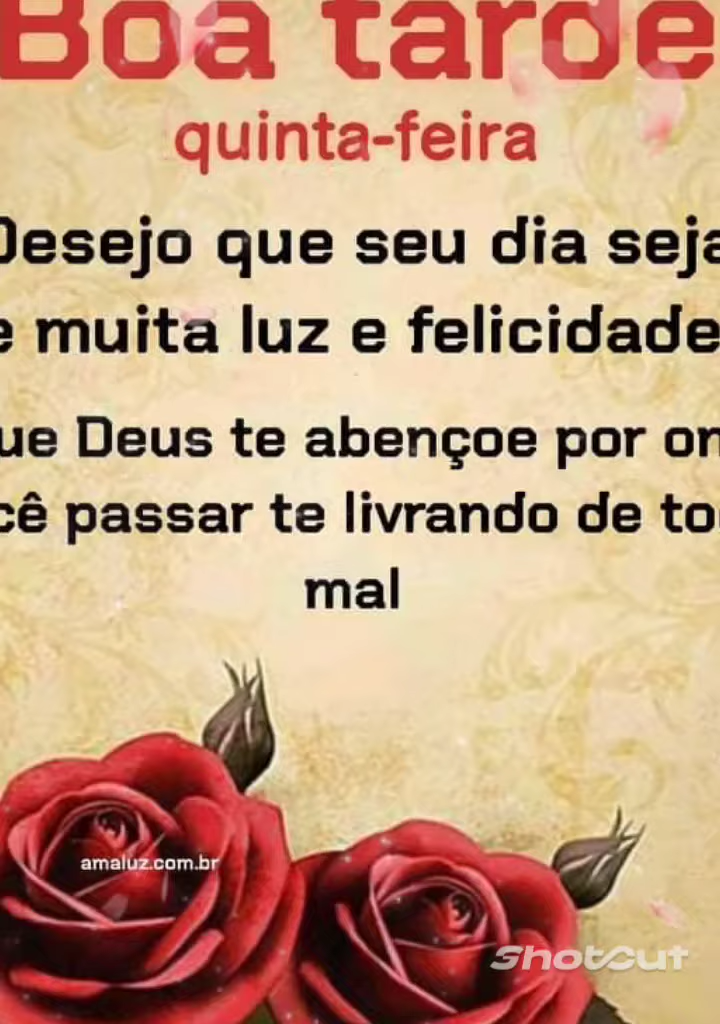 Boa tarde
quinta-feira
Desejo que seu dia seja
e muita luz e felicidade
ue Deus te abençoe por on
cê passar te livrando de to
mal
amaluz.com.br
ShotCut